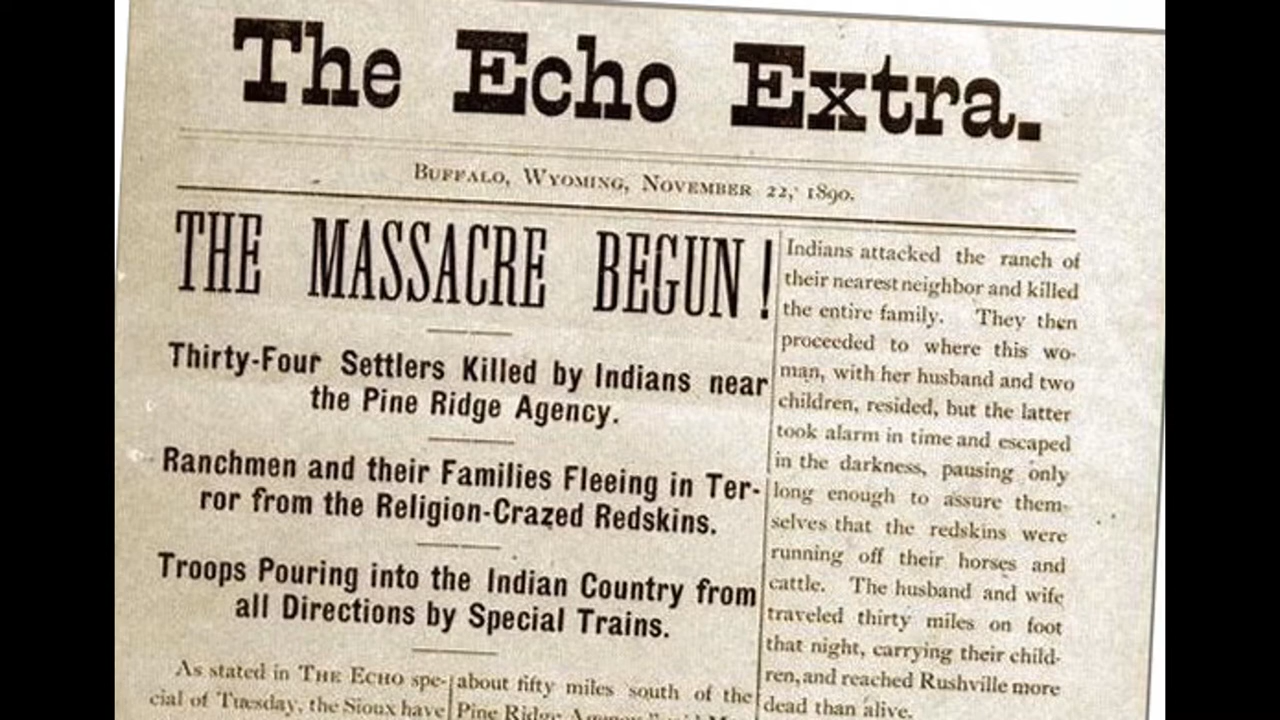 The Echo Extra.
BUFFALO, WYOMING, NOVEMBER 22, 1890.
THE MASSACRE BEGUN!
Thirty-Four Settlers Killed by Indians near
the Pine Ridge Agency.
Ranchmen and their Families Fleeing in Ter-
ror from the Religion-Crazed Redskins.
Troops Pouring into the Indian Country from
all Directions by Special Trains.
As stated in THE ECHO spe-
cial of Tuesday, the Sioux have
about fifty miles south of the
Pine Ridge
Indians attacked the ranch of
their nearest neighbor and killed
the entire family. They then
proceeded to where this wo-
man, with her husband and two
children, resided, but the latter
took alarm in time and escaped
in the darkness, pausing only
long enough to assure them-
selves that the redskins were
running off their horses and
cattle. The husband and wife
traveled thirty miles on foot
that night, carrying their child-
ren, and reached Rushville more
dead than alive.